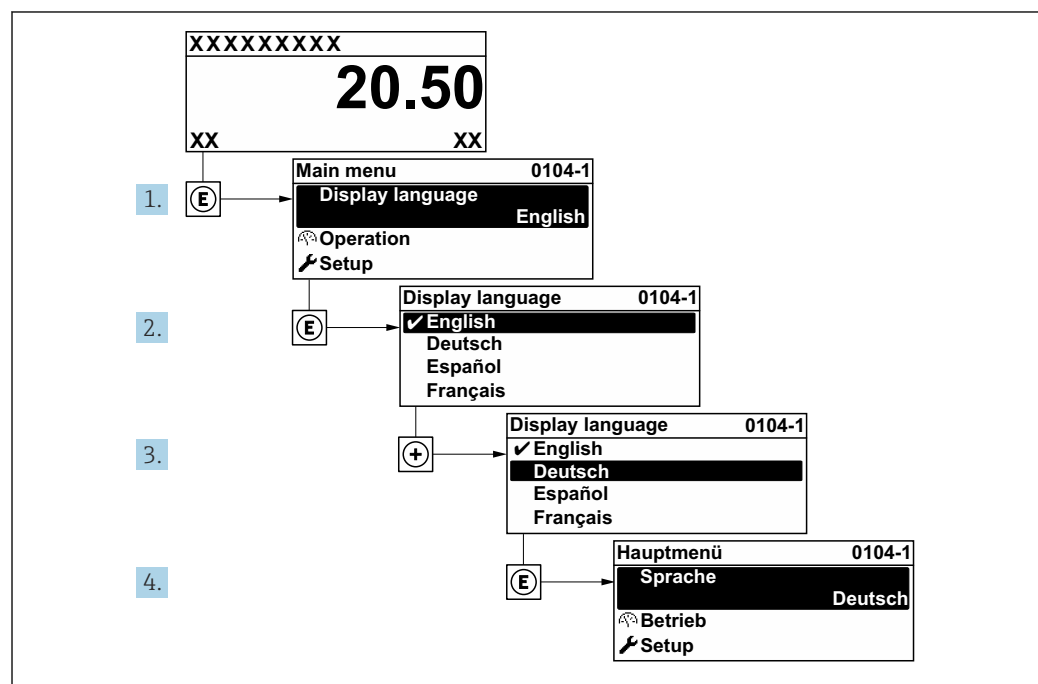 XXXXXXXXX
20.50
XX XX
1. E Main menu 0104-1
Display language
English
Operation
Setup
2. E Display language 0104-1
✔ English
Deutsch
Español
Français
3. + Display language 0104-1
✔ English
Deutsch
Español
Français
4. E Hauptmenü 0104-1
Sprache
Deutsch
Betrieb
Setup